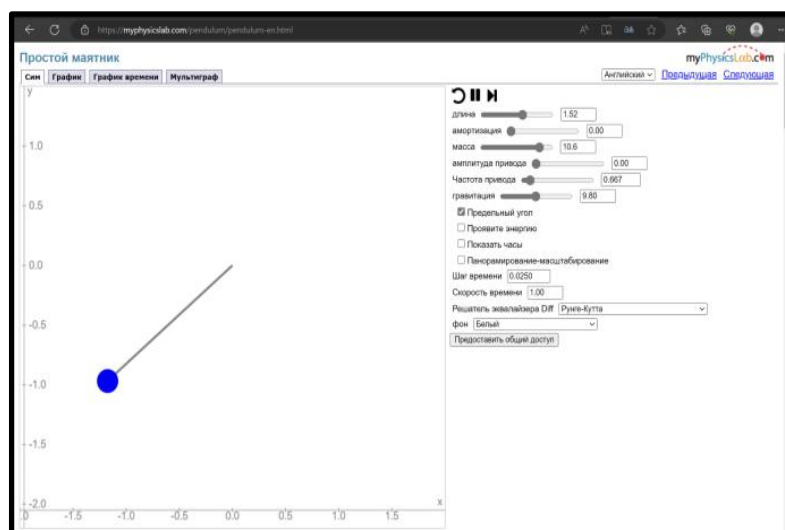 https://myphysicslab.com/pendulum/pendulum-en.html
Простой маятник
myPhysicsLab.com
Сим График График времени Мультиграф
Английский Предыдущая Следующая
y
1.0
0.5
0.0
-0.5
-1.0
-1.5
-2.0
.0 -1.5 -1.0 -0.5 0.0 0.5 1.0 1.5
x
длина 1.52
амортизация 0.00
масса 10.6
амплитуда привода 0.00
Частота привода 0.667
гравитация 9.80
Предельный угол
Проявите энергию
Показать часы
Панорамирование-масштабирование
Шаг времени 0.0250
Скорость времени 1.00
Решатель эквалайзера Diff Рунге-Кутта
фон Белый
Предоставить общий доступ